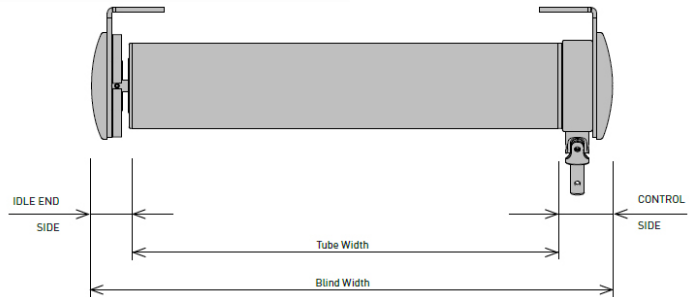 IDLE END
SIDE
CONTROL
SIDE
Tube Width
Blind Width